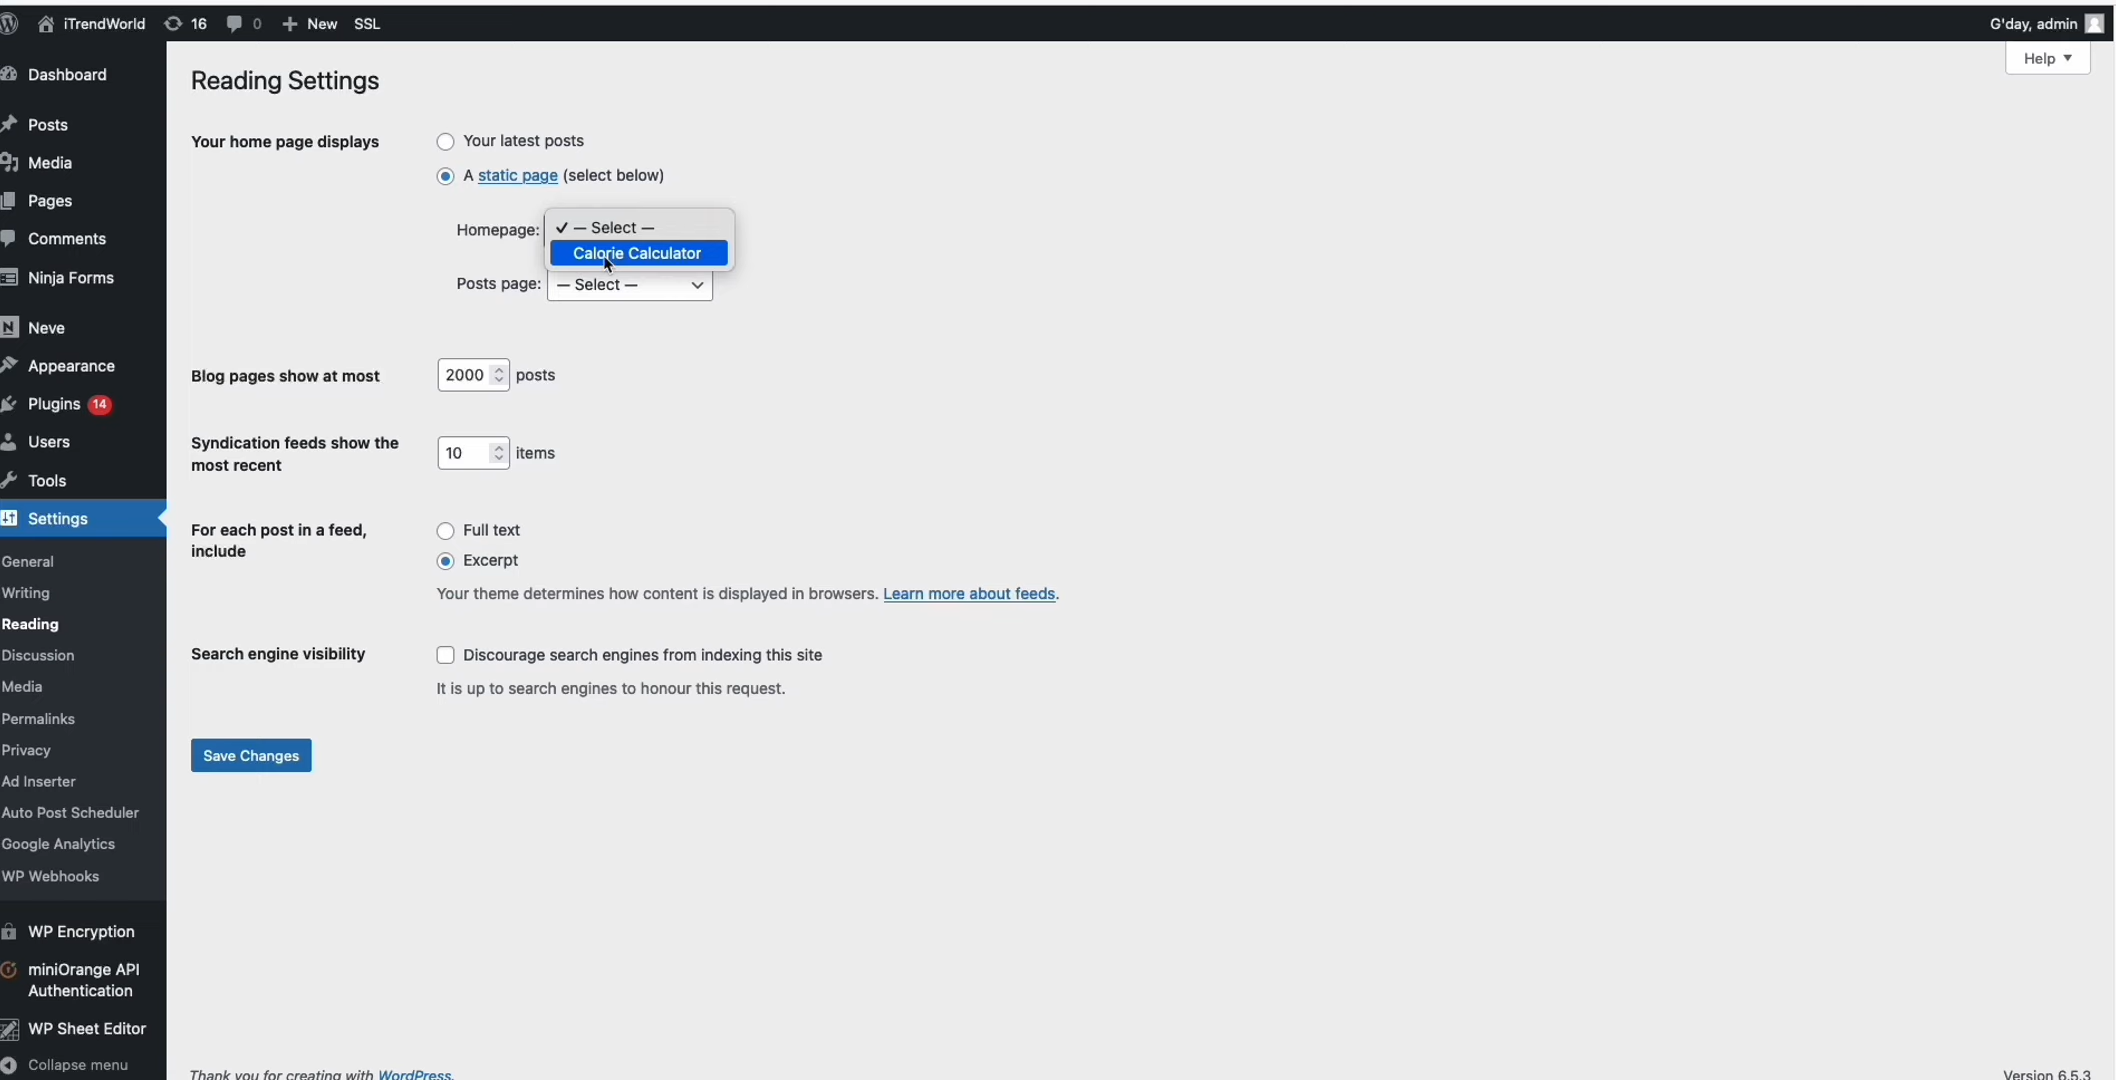 iTrendWorld 16 0 New SSL G'day, admin
Help
Dashboard
Posts
Media
Pages
Comments
Ninja Forms
Neve
Appearance
Plugins 14
Users
Tools
Settings
General
Writing
Reading
Discussion
Media
Permalinks
Privacy
Ad Inserter
Auto Post Scheduler
Google Analytics
WP Webhooks
WP Encryption
miniOrange API
Authentication
WP Sheet Editor
Collapse menu
Reading Settings
Your home page displays
Your latest posts
A static page (select below)
Homepage: — Select —
Calorie Calculator
Posts page: — Select —
Blog pages show at most 2000 posts
Syndication feeds show the
most recent
10 items
For each post in a feed,
include
Full text
Excerpt
Your theme determines how content is displayed in browsers. Learn more about feeds.
Search engine visibility
Discourage search engines from indexing this site
It is up to search engines to honour this request.
Save Changes
Thank you for creating with WordPress.
Version 6.5.3